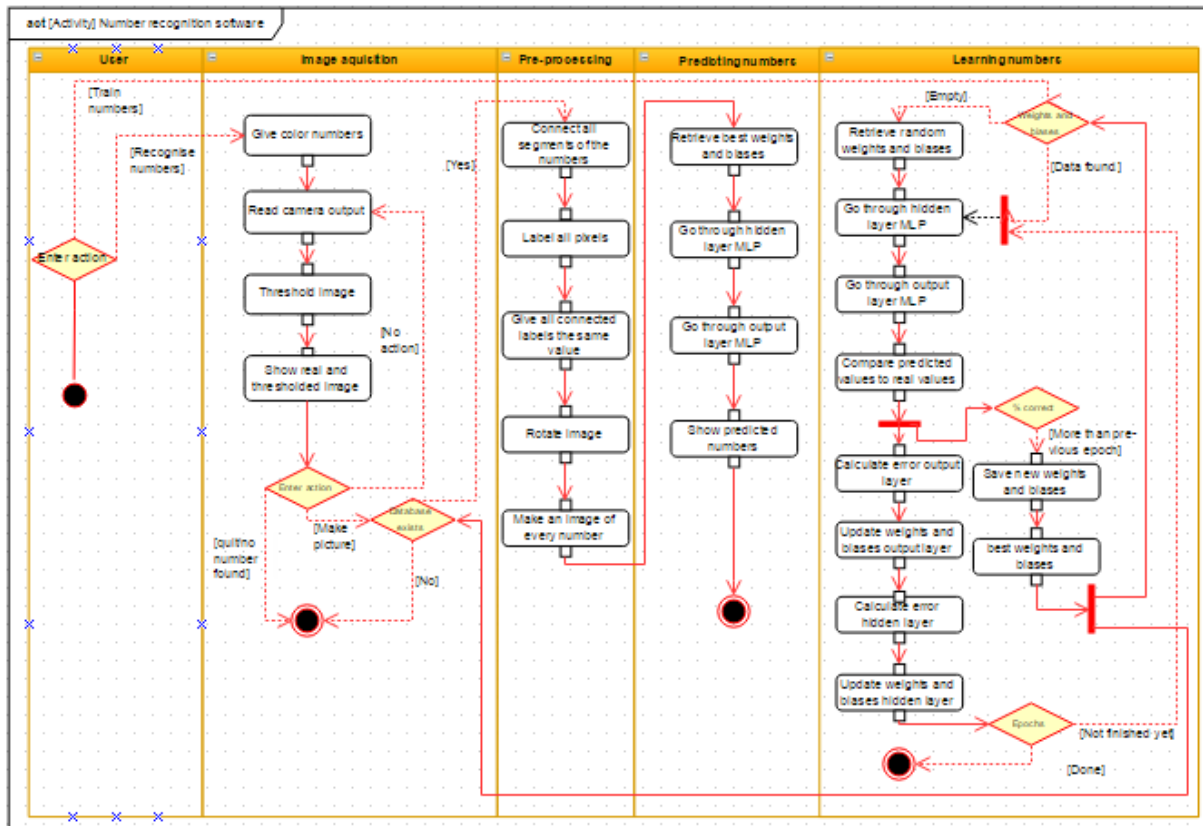 act [Activity] Number recognition software
User
Image aquisition
Pre-processing
Predicting numbers
Learning numbers
[Train
numbers]
[Recognise
numbers]
Enter action
Give color numbers
Read camera output
Threshold image
Show real and
thresholded image
[No
action]
Enter action
[Make
picture]
[quit/no
number
found]
Database
exists
[Yes]
[No]
Connect all
segments of the
numbers
Label all pixels
Give all connected
labels the same
value
Rotate image
Make an image of
every number
Retrieve best weights
and biases
Go through hidden
layer MLP
Go through output
layer MLP
Show predicted
numbers
[Empty]
Weights and
biases
[Data found]
Retrieve random
weights and biases
Go through hidden
layer MLP
Go through output
layer MLP
Compare predicted
values to real values
% correct
[More than pre-
vious epoch]
Calculate error output
layer
Save new weights
and biases
Update weights and
biases output layer
best weights and
biases
Calculate error
hidden layer
Update weights and
biases hidden layer
Epochs
[Not finished yet]
[Done]